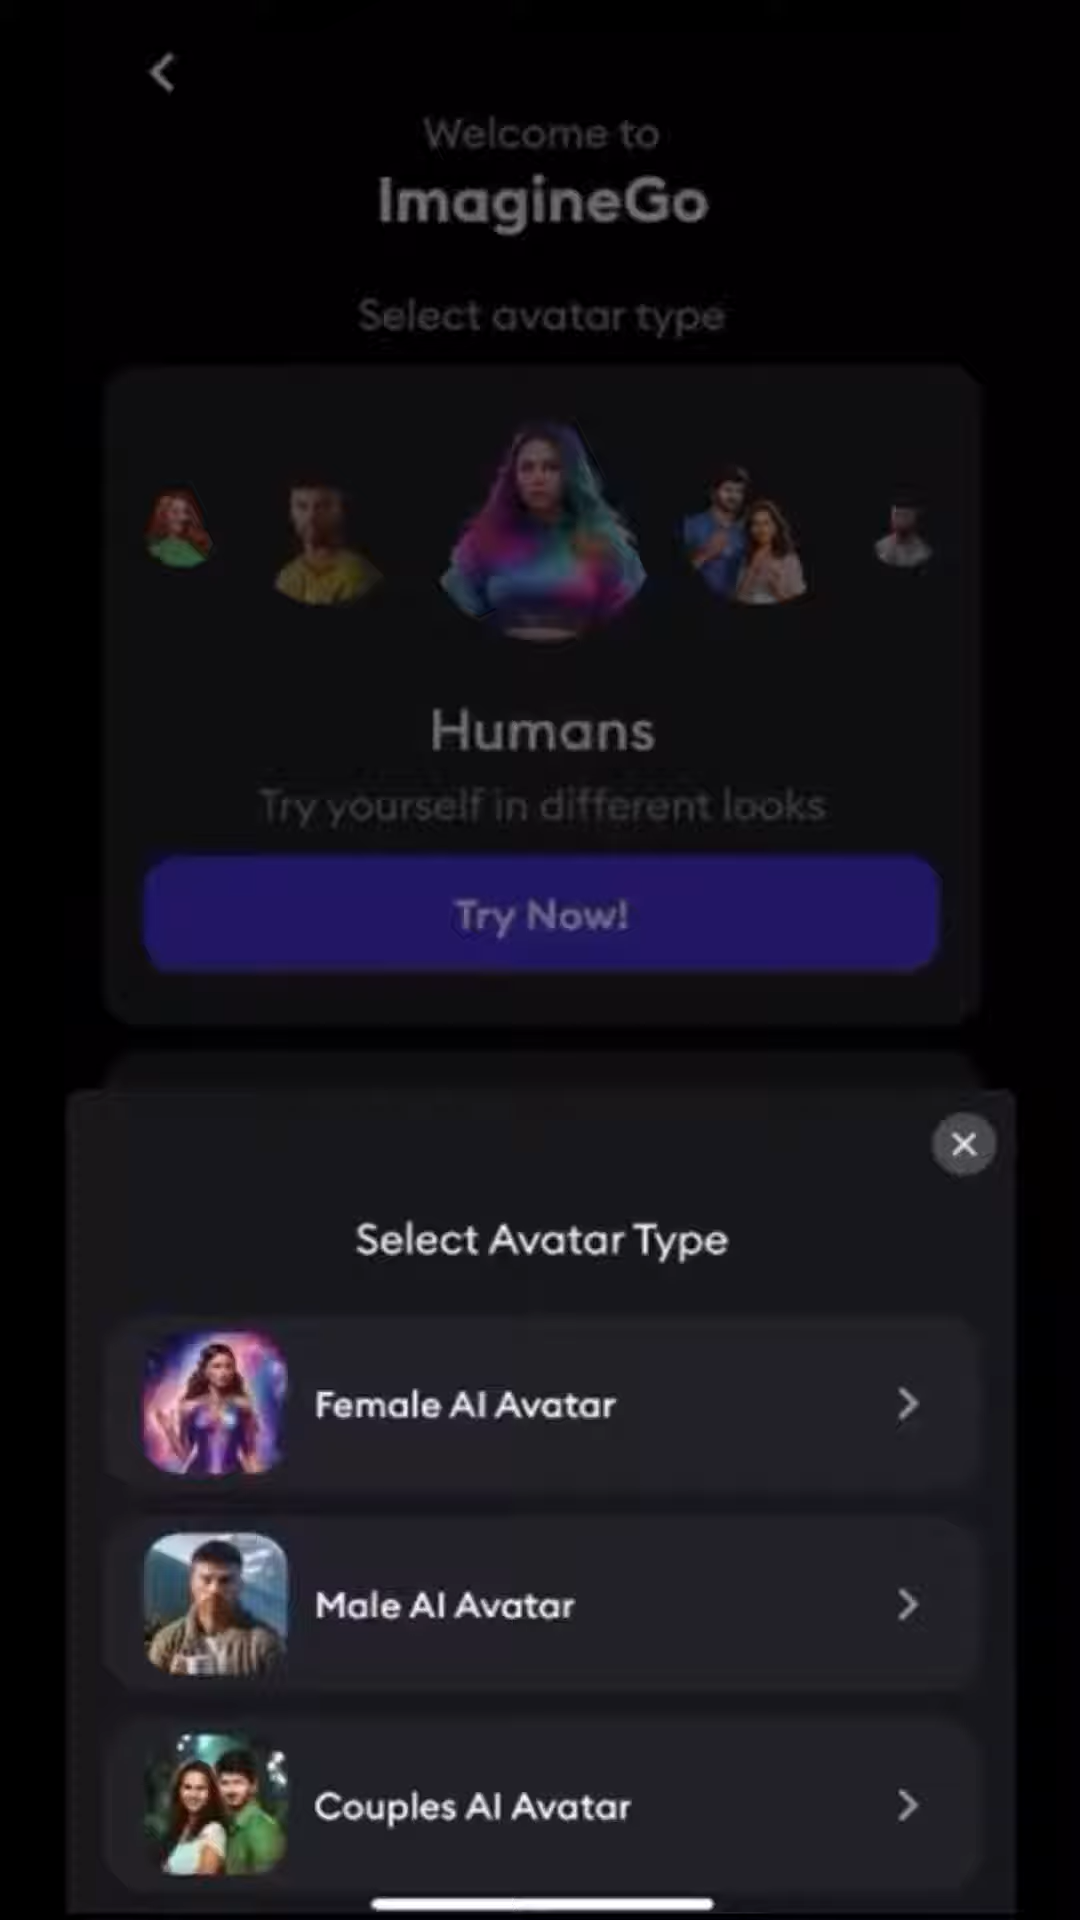 Welcome to
ImagineGo
Select avatar type
Humans
Try yourself in different looks
Try Now!
Select Avatar Type
Female AI Avatar
Male AI Avatar
Couples AI Avatar